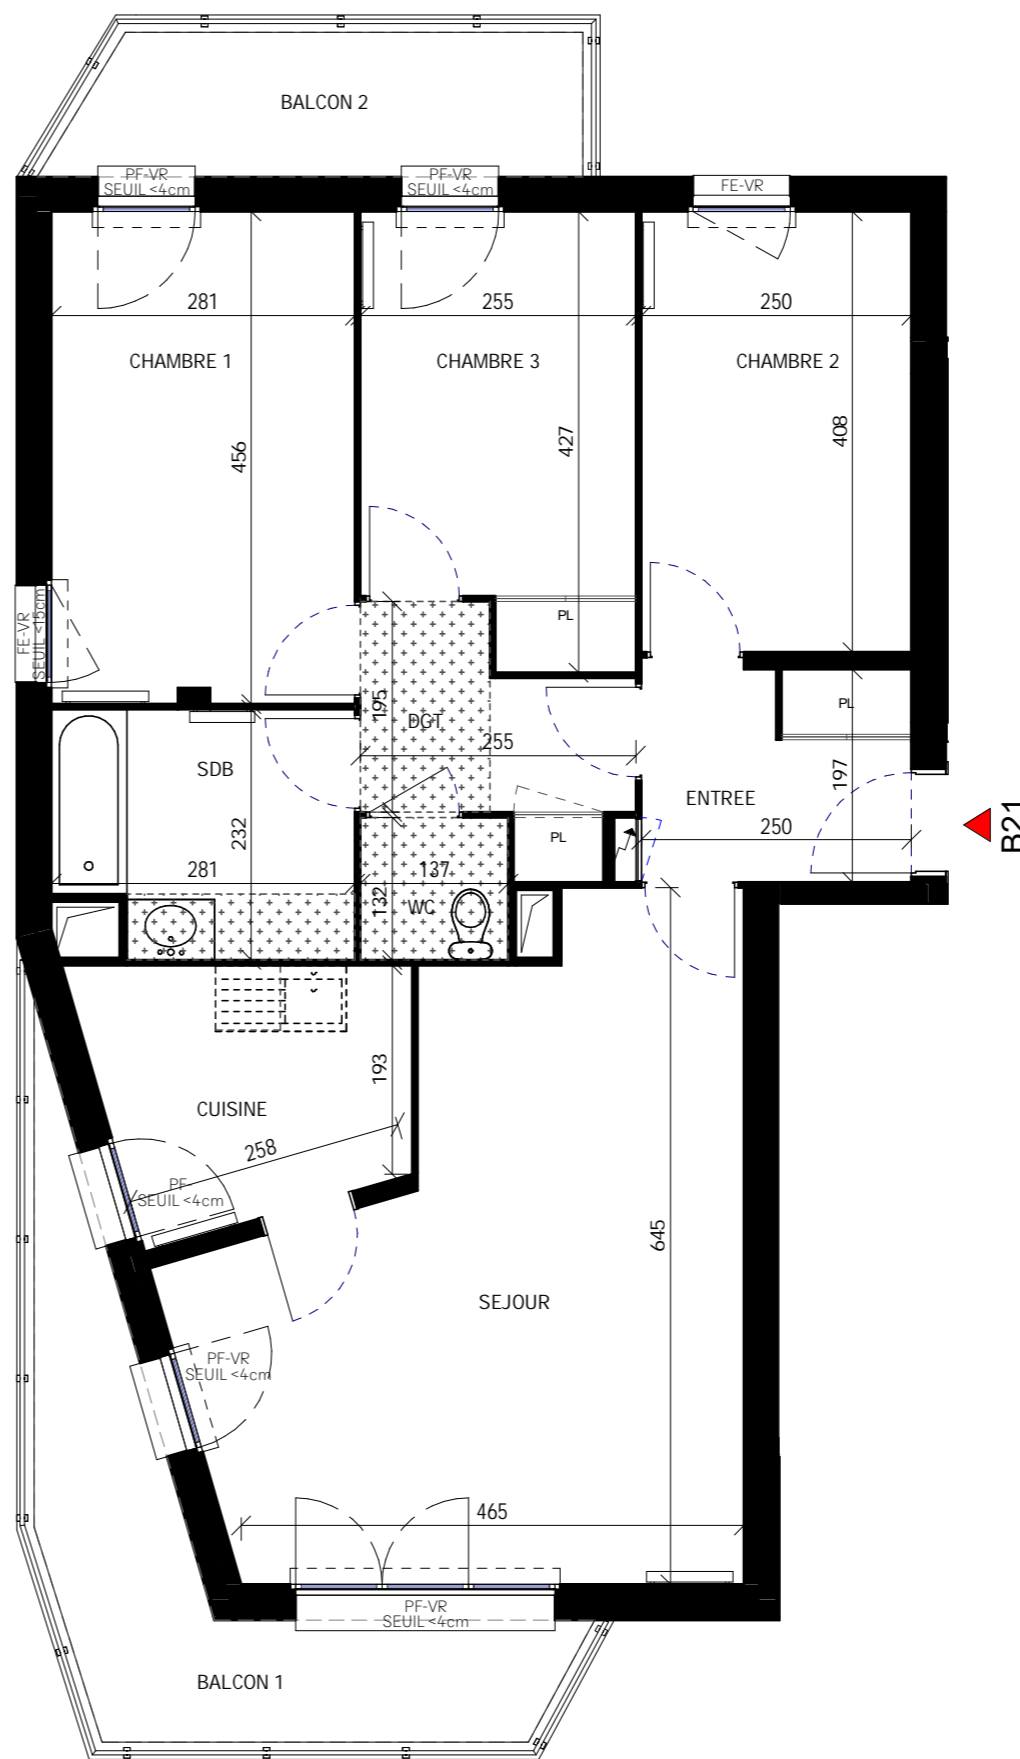 BALCON 2
PF-VR
SEUIL <4cm
PF-VR
SEUIL <4cm
FE-VR
281
255
250
CHAMBRE 1
CHAMBRE 3
CHAMBRE 2
456
427
408
FE-VR
SEUIL <15cm
PL
195
DGT
255
PL
SDB
ENTREE
197
250
B21
232
281
PL
137
132
WC
193
CUISINE
258
PF
SEUIL <4cm
645
SEJOUR
PF-VR
SEUIL <4cm
465
PF-VR
SEUIL <4cm
BALCON 1